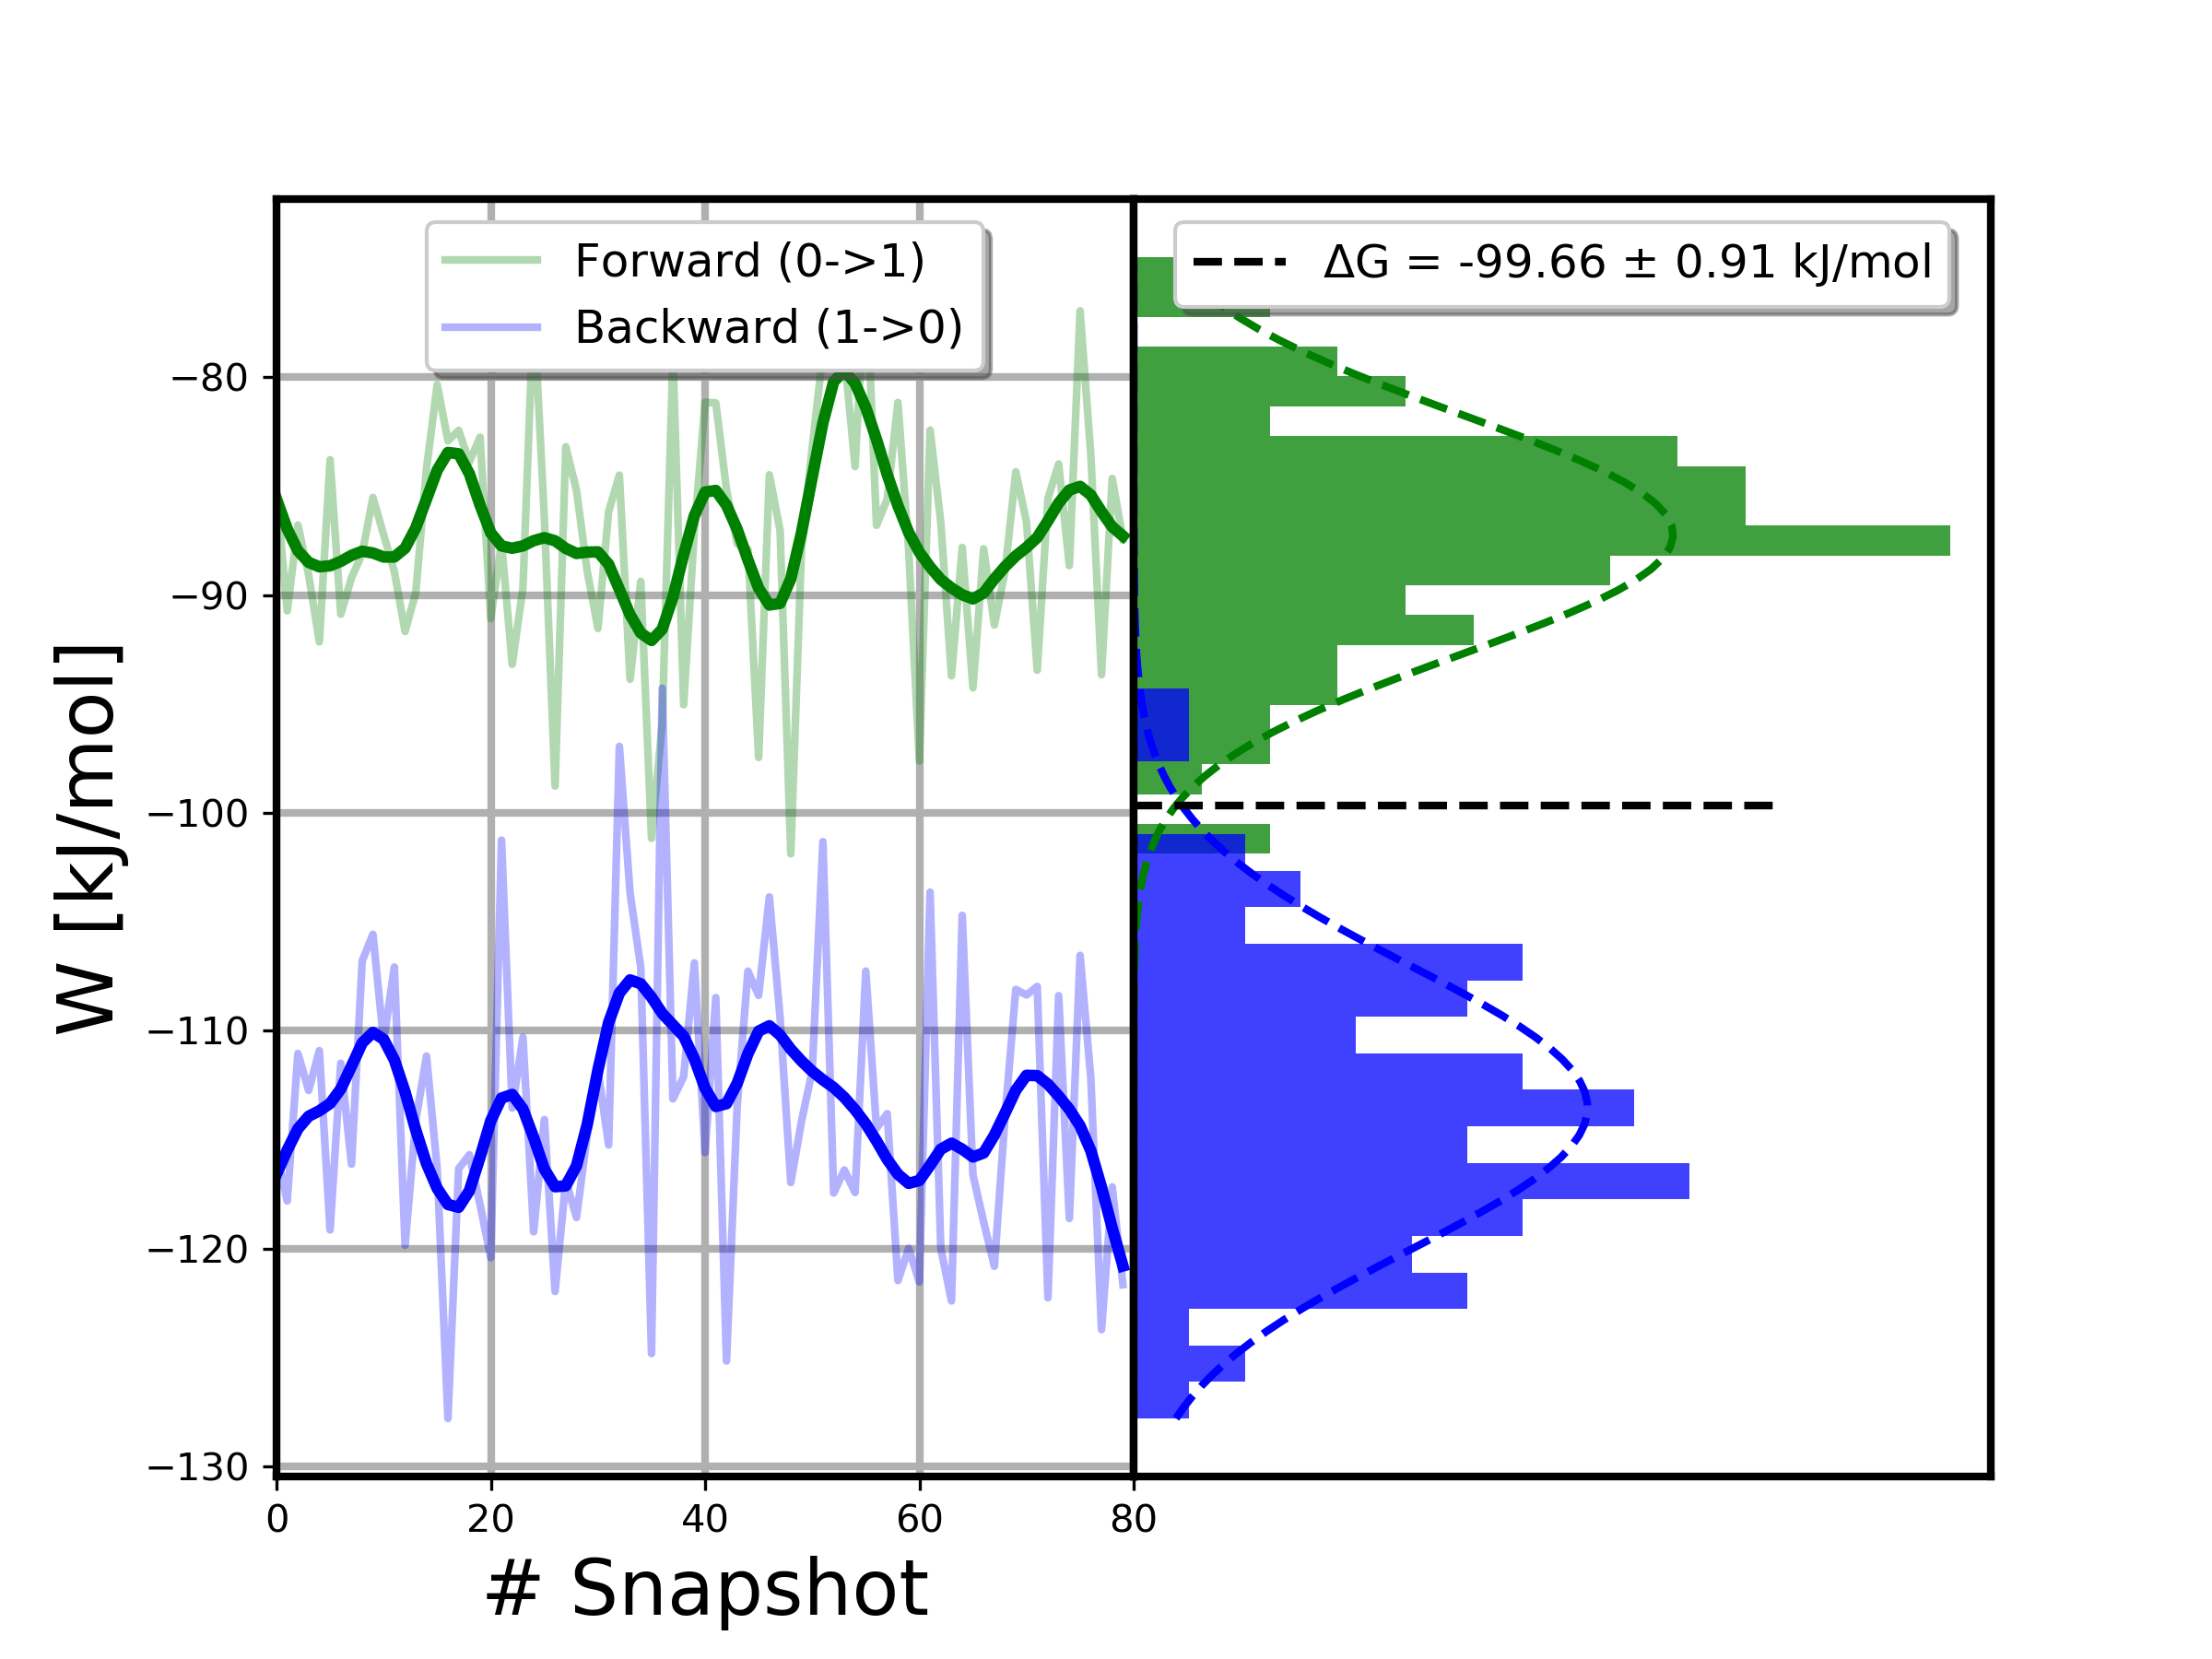 Forward (0->1)
Backward (1->0)
ΔG = -99.66 ± 0.91 kJ/mol
W [kJ/mol]
−80
−90
−100
−110
−120
−130
0 20 40 60 80
# Snapshot